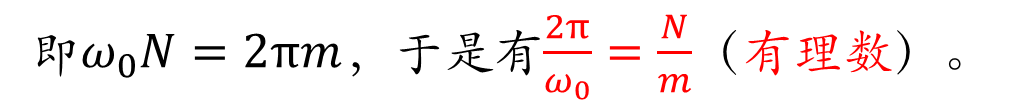 即ω₀N = 2πm，于是有2π/ω₀ = N/m（有理数）。